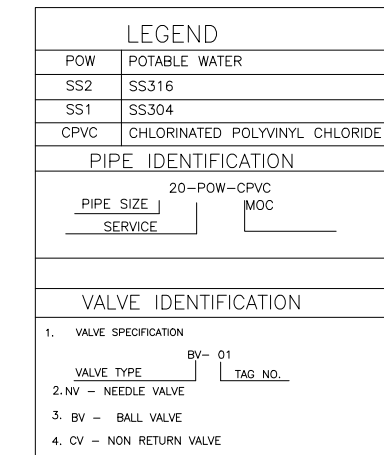 LEGEND
POW POTABLE WATER
SS2 SS316
SS1 SS304
CPVC CHLORINATED POLYVINYL CHLORIDE
PIPE IDENTIFICATION
20-POW-CPVC
PIPE SIZE MOC
SERVICE
VALVE IDENTIFICATION
1. VALVE SPECIFICATION
BV- 01
VALVE TYPE TAG NO.
2. NV - NEEDLE VALVE
3. BV - BALL VALVE
4. CV - NON RETURN VALVE